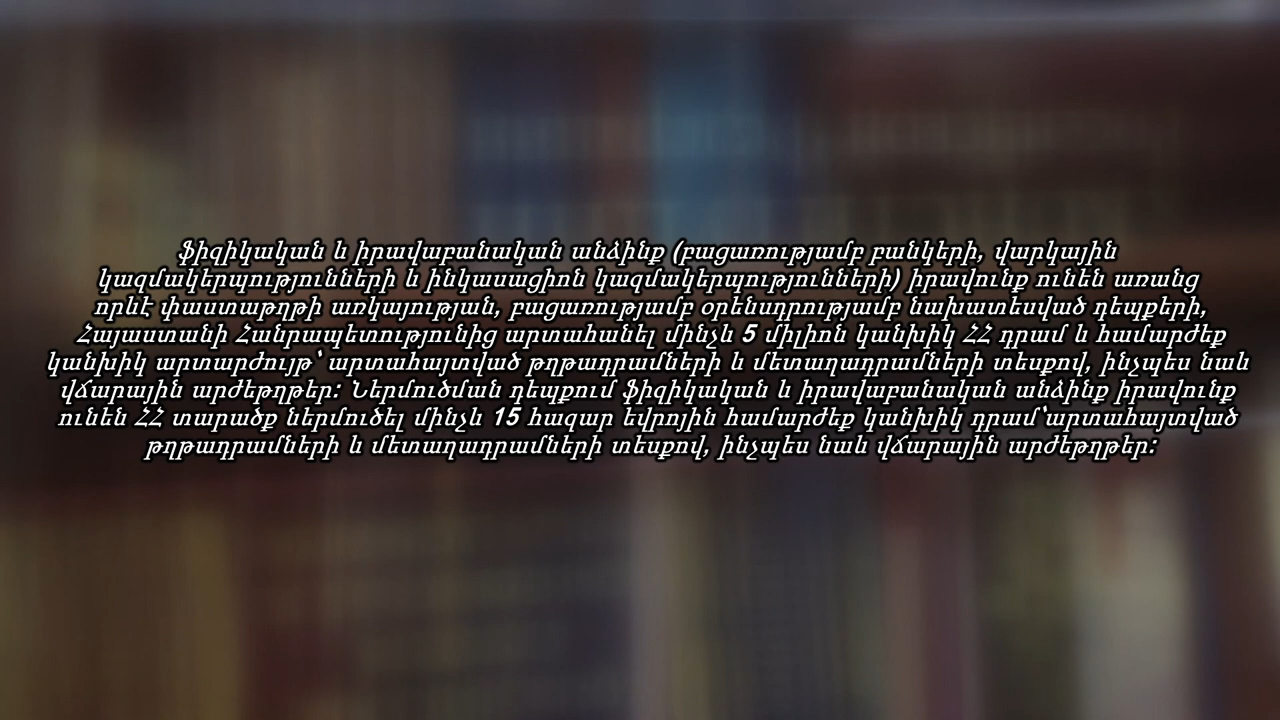 ֆիզիկական և իրավաբանական անձինք (բացառությամբ բանկերի, վարկային
կազմակերպությունների և ինկասացիոն կազմակերպությունների) իրավունք ունեն առանց
որևէ փաստաթղթի առկայության, բացառությամբ օրենսդրությամբ նախատեսված դեպքերի,
Հայաստանի Հանրապետությունից արտահանել մինչև 5 միլիոն կանխիկ ՀՀ դրամ և համարժեք
կանխիկ արտարժույթ՝ արտահայտված թղթադրամների և մետաղադրամների տեսքով, ինչպես նաև
վճարային արժեթղթեր: Ներմուծման դեպքում ֆիզիկական և իրավաբանական անձինք իրավունք
ունեն ՀՀ տարածք ներմուծել մինչև 15 հազար եվրոյին համարժեք կանխիկ դրամ՝արտահայտված
թղթադրամների և մետաղադրամների տեսքով, ինչպես նաև վճարային արժեթղթեր: